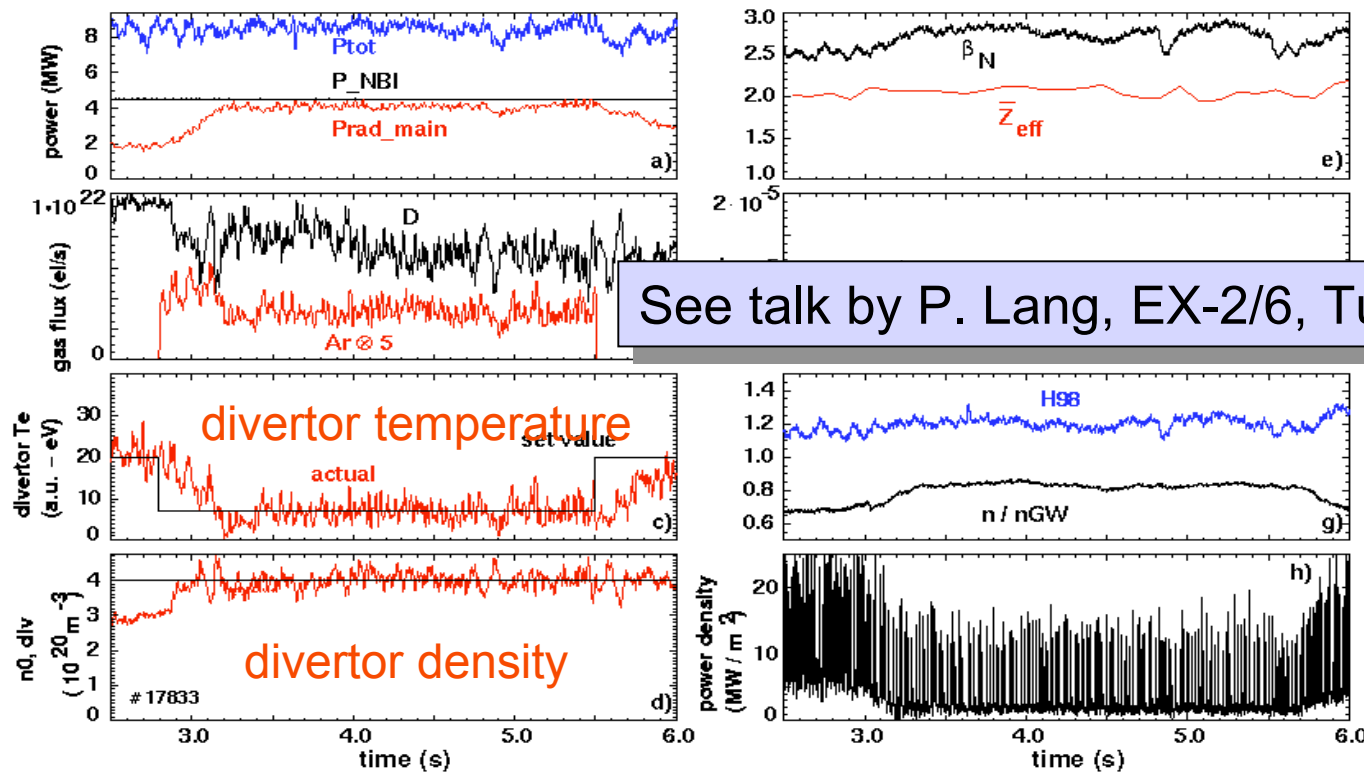 8
6
4
2
0
power (MW)
Ptot
P_NBI
Prad_main
a)
1·10 22
0
gas flux (el/s)
D
Ar ⊗ 5
30
20
10
0
divertor Te
(a.u. – eV)
divertor temperature
set value
actual
c)
4
3
2
1
0
n0, div
(10 20 m -3)
divertor density
# 17833
d)
3.0
4.0
5.0
6.0
time (s)
3.0
2.5
2.0
1.5
1.0
β N
Z eff
e)
2·10 -5
See talk by P. Lang, EX-2/6, Tu
1.4
1.2
1.0
0.8
0.6
H98
n / nGW
g)
20
10
0
power density
(MW / m 2)
h)
3.0
4.0
5.0
6.0
time (s)